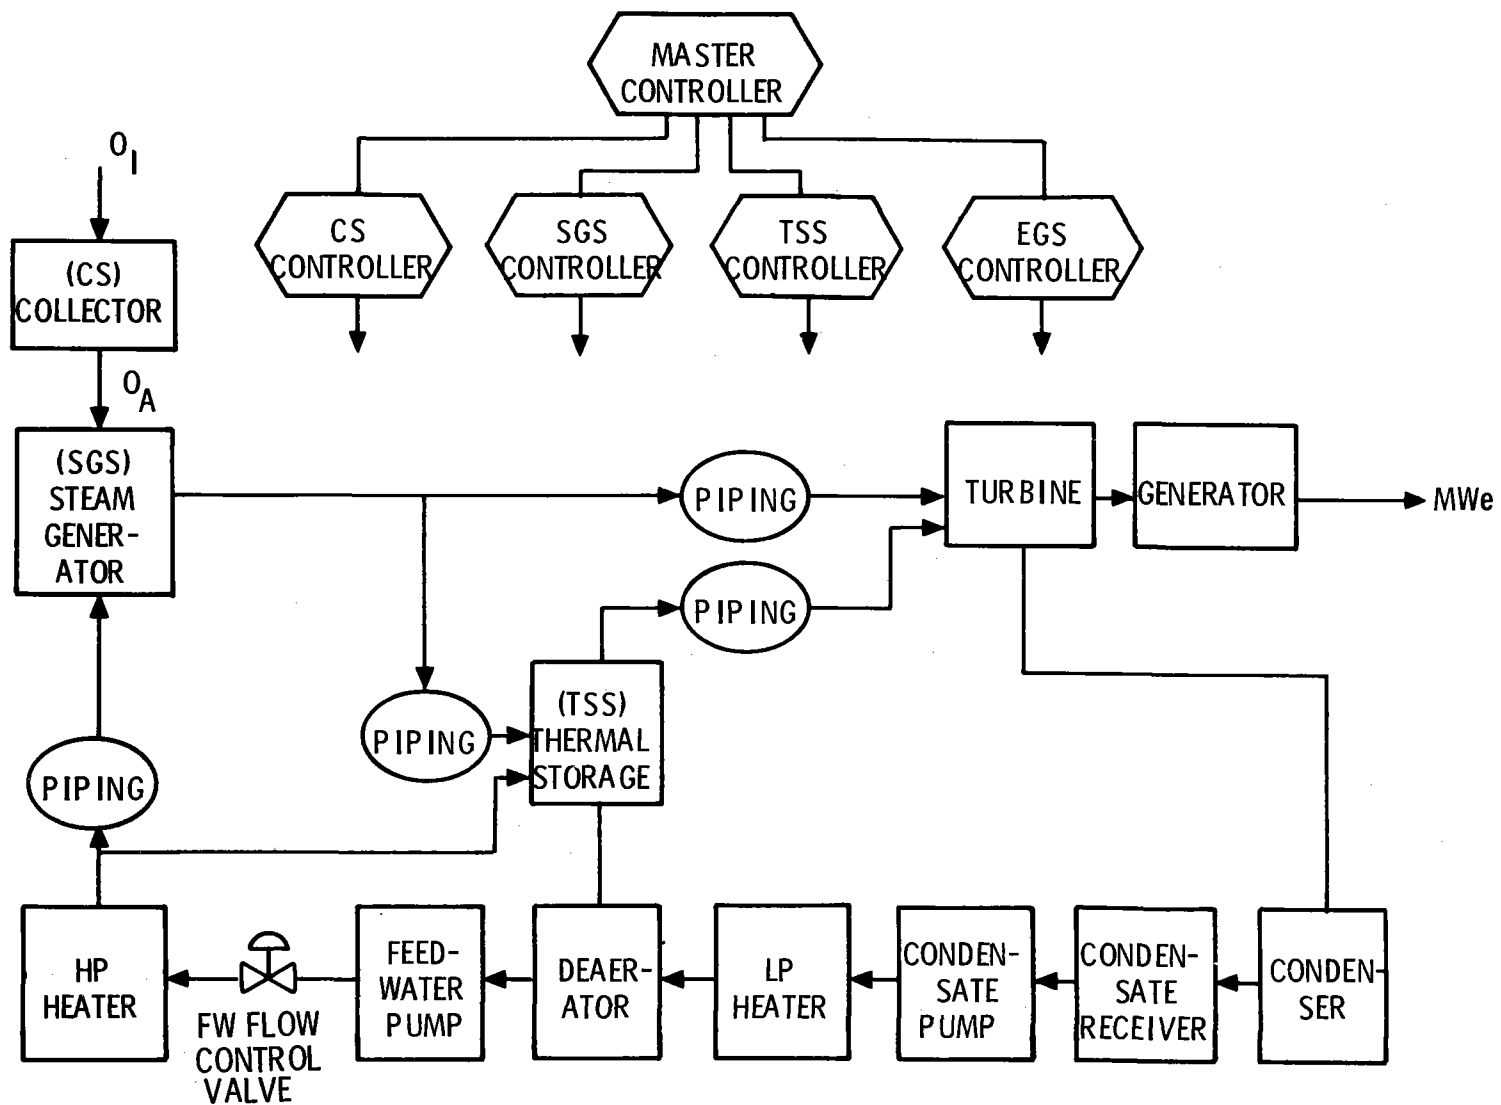 MASTER
CONTROLLER
O_I
CS
CONTROLLER
SGS
CONTROLLER
TSS
CONTROLLER
EGS
CONTROLLER
(CS)
COLLECTOR
O_A
(SGS)
STEAM
GENER-
ATOR
PIPING
TURBINE
GENERATOR
MWe
PIPING
(TSS)
THERMAL
STORAGE
PIPING
PIPING
HP
HEATER
FW FLOW
CONTROL
VALVE
FEED-
WATER
PUMP
DEAER-
ATOR
LP
HEATER
CONDEN-
SATE
PUMP
CONDEN-
SATE
RECEIVER
CONDEN-
SER